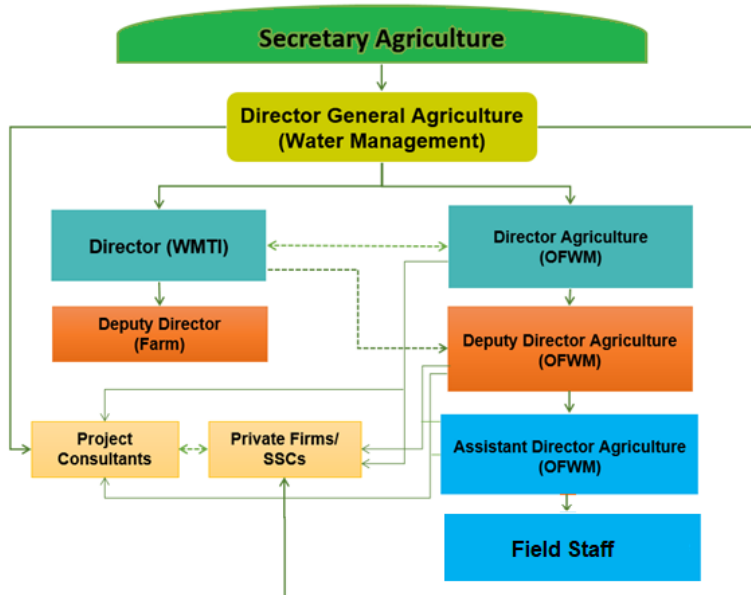 Secretary Agriculture
Director General Agriculture
(Water Management)
Director (WMTI)
Director Agriculture
(OFWM)
Deputy Director
(Farm)
Deputy Director Agriculture
(OFWM)
Project
Consultants
Private Firms/
SSCs
Assistant Director Agriculture
(OFWM)
Field Staff